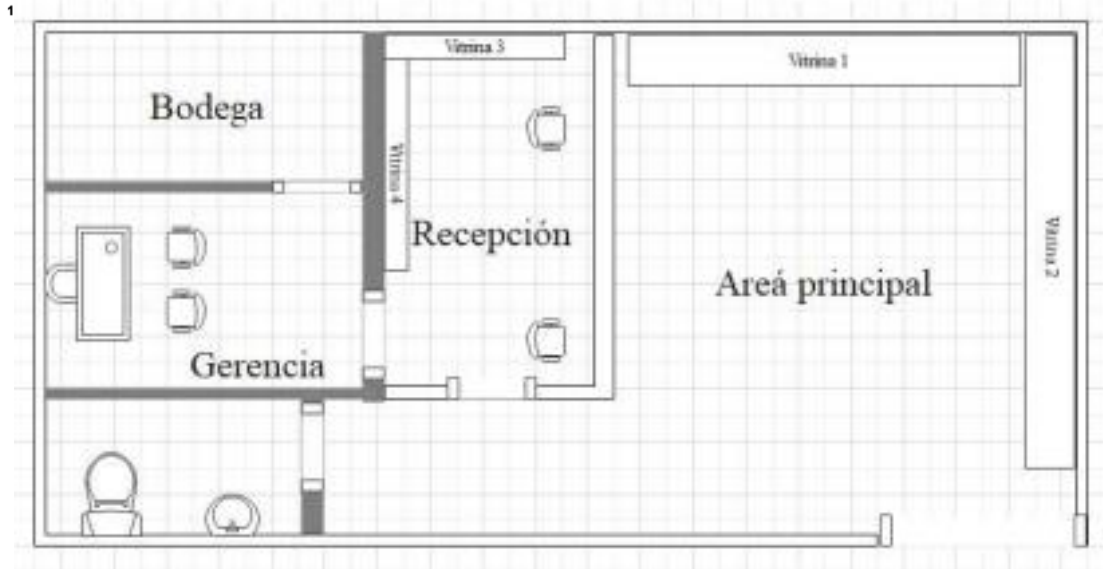 1
Vitrina 3
Vitrina 1
Bodega
Vitrina 4
Recepción
Vitrina 2
Areá principal
Gerencia